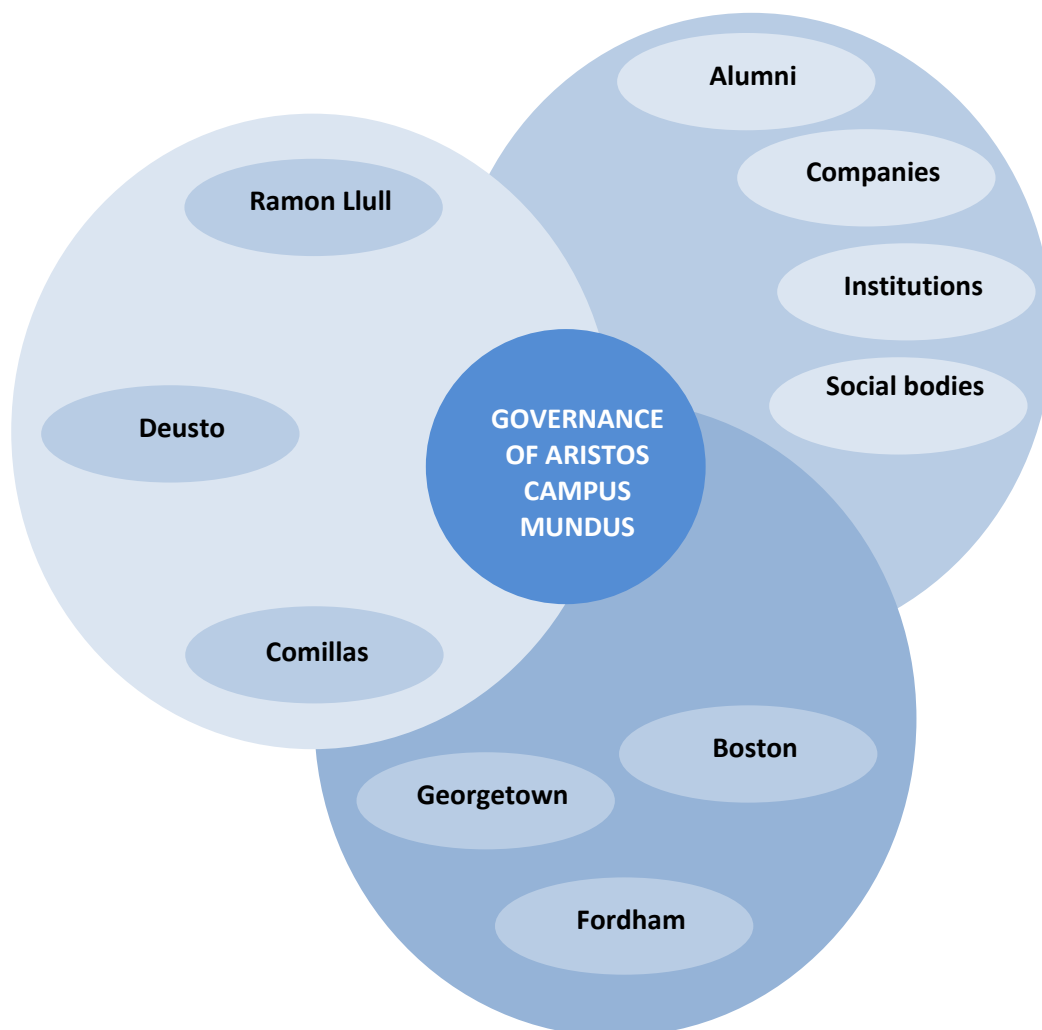 Alumni
Companies
Institutions
Social bodies
Ramon Llull
Deusto
Comillas
GOVERNANCE
OF ARISTOS
CAMPUS
MUNDUS
Boston
Georgetown
Fordham